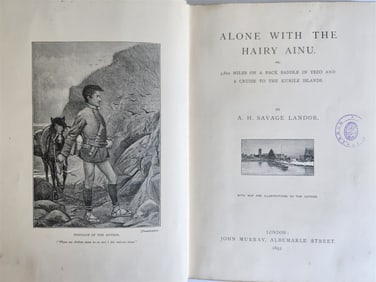 PORTRAIT OF THE AUTHOR.
[Frontispiece.
ALONE WITH THE
HAIRY AINU.
OR,
3,800 MILES ON A PACK SADDLE IN YEZO AND
A CRUISE TO THE KURILE ISLANDS.
BY
A. H. SAVAGE LANDOR.
WITH MAP AND ILLUSTRATIONS BY THE AUTHOR
LONDON:
JOHN MURRAY, ALBEMARLE STREET
1893